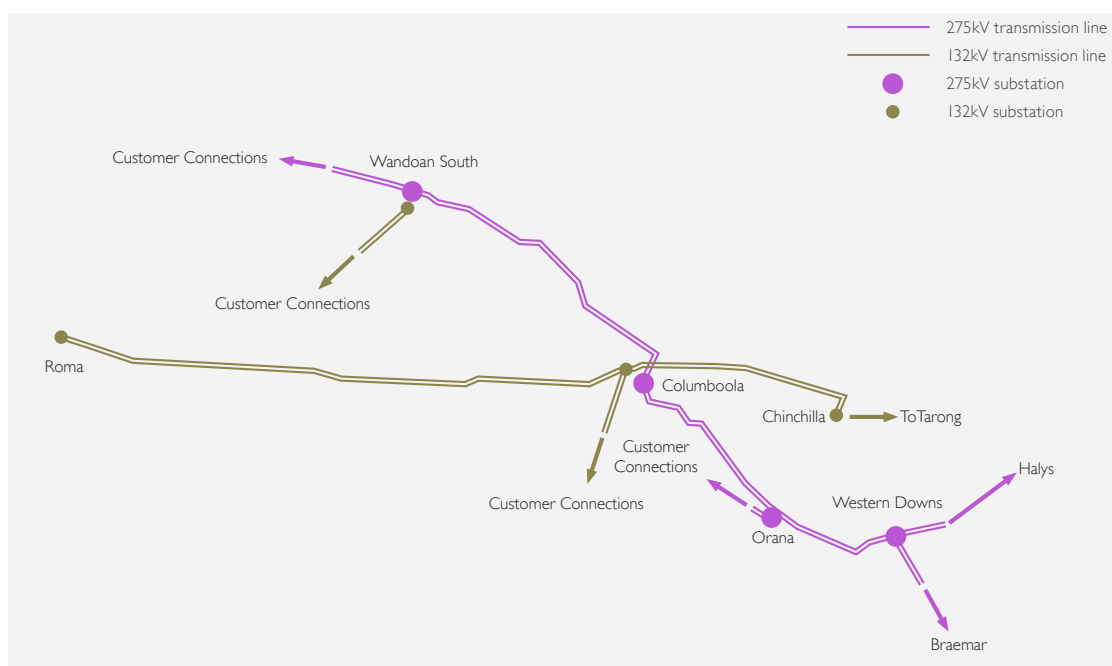 275kV transmission line
132kV transmission line
275kV substation
132kV substation
Customer Connections
Wandoan South
Customer Connections
Roma
Columboola
Chinchilla
ToTarong
Customer
Connections
Halys
Customer Connections
Western Downs
Orana
Braemar